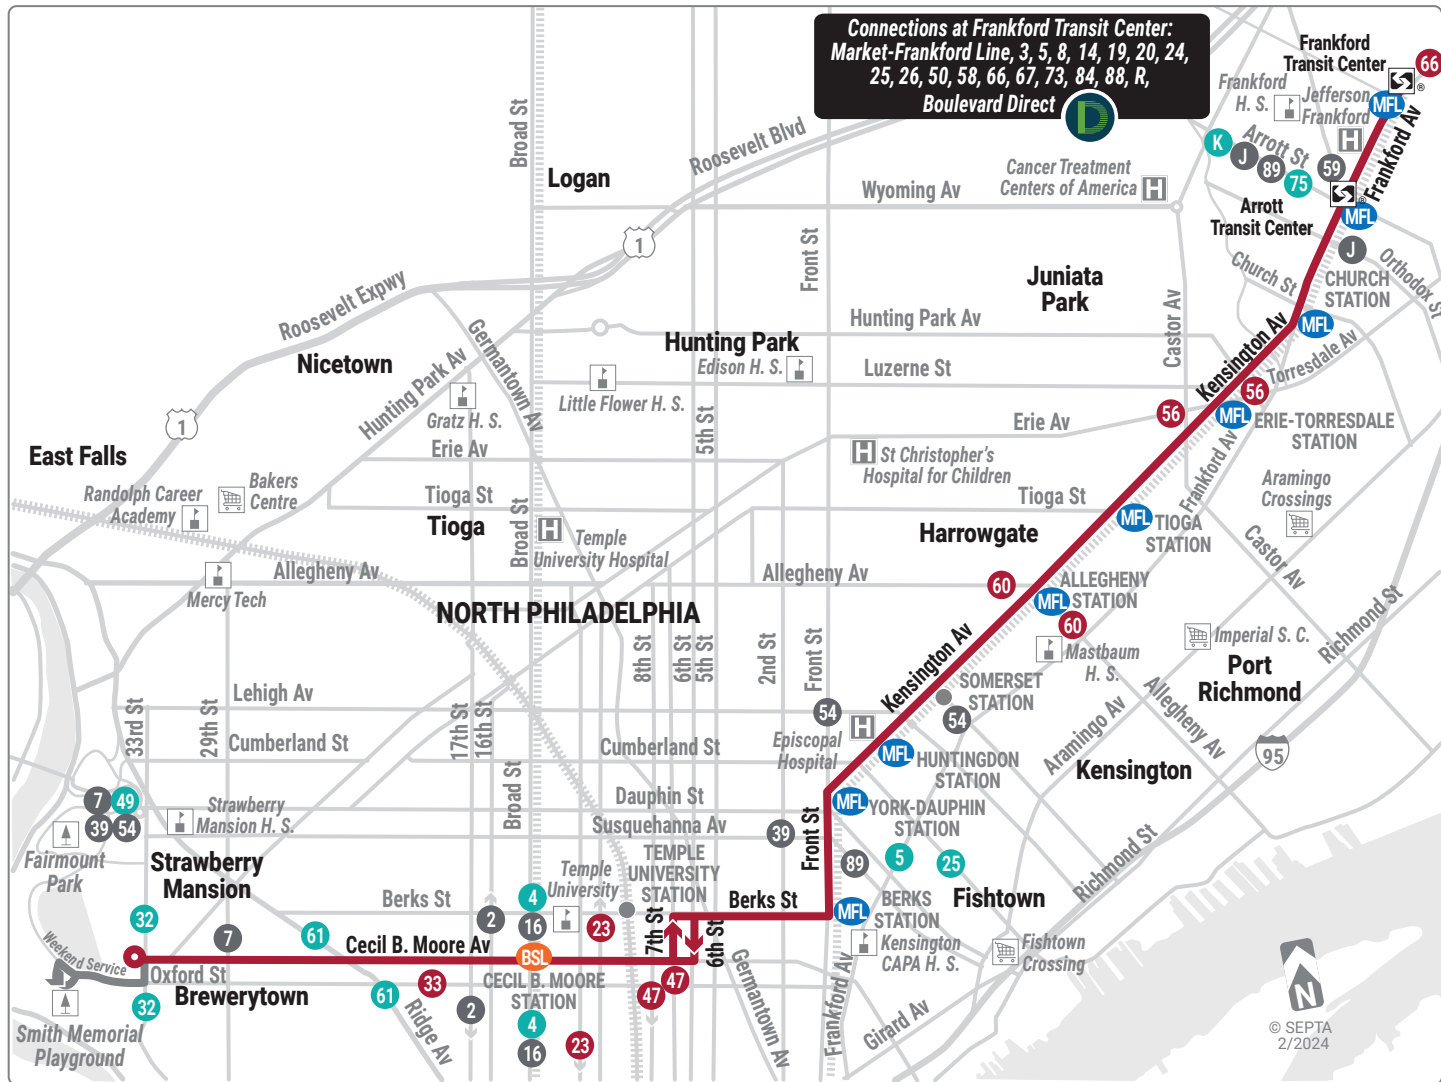 Connections at Frankford Transit Center:
Market-Frankford Line, 3, 5, 8, 14, 19, 20, 24,
25, 26, 50, 58, 66, 67, 73, 84, 88, R,
Boulevard Direct
D
Frankford
Transit Center
66
®
MFL
Frankford
H. S.
Jefferson
Frankford
H
Frankford Av
K
J
89
75
Arrott St
59
®
MFL
Arrott
Transit Center
J
CHURCH
STATION
Orthodox St
Church St
MFL
Broad St
Logan
Roosevelt Blvd
Cancer Treatment
Centers of America
H
Wyoming Av
1
Front St
Juniata
Park
Castor Av
Roosevelt Expwy
Germantown Av
Hunting Park Av
Hunting Park
Edison H. S.
Luzerne St
Kensington Av
Torresdale Av
Nicetown
Hunting Park Av
Gratz H. S.
Little Flower H. S.
5th St
56
56
MFL
ERIE-TORRESDALE
STATION
1
Erie Av
Erie Av
East Falls
Randolph Career
Academy
Bakers
Centre
H
St Christopher's
Hospital for Children
Frankford Av
Aramingo
Crossings
Tioga St
Tioga
Broad St
H
Temple
University Hospital
Tioga St
Harrowgate
MFL
TIOGA
STATION
Castor Av
Allegheny Av
Mercy Tech
Allegheny Av
60
ALLEGHENY
STATION
MFL
60
Richmond St
NORTH PHILADELPHIA
Mastbaum
H. S.
Imperial S. C.
Port
Richmond
8th St
6th St
5th St
2nd St
Front St
Kensington Av
Lehigh Av
33rd St
29th St
17th St
16th St
SOMERSET
STATION
54
54
Aramingo Av
Allegheny Av
Cumberland St
Cumberland St
Episcopal
Hospital
H
MFL
HUNTINGDON
STATION
Kensington
95
Broad St
7
49
39
54
Strawberry
Mansion H. S.
Dauphin St
Susquehanna Av
39
Front St
MFL
YORK-DAUPHIN
STATION
Fairmount
Park
Strawberry
Mansion
Temple
University
TEMPLE
UNIVERSITY
STATION
89
5
25
Richmond St
Fishtown
Berks St
4
16
2
23
7th St
6th St
Berks St
MFL
BERKS
STATION
32
7
61
Cecil B. Moore Av
BSL
Kensington
CAPA H. S.
Fishtown
Crossing
Weekend Service
Oxford St
Brewerytown
33
61
CECIL B. MOORE
STATION
47
47
Germantown Av
Frankford Av
Girard Av
32
Ridge Av
2
4
16
23
Smith Memorial
Playground
N
© SEPTA
2/2024